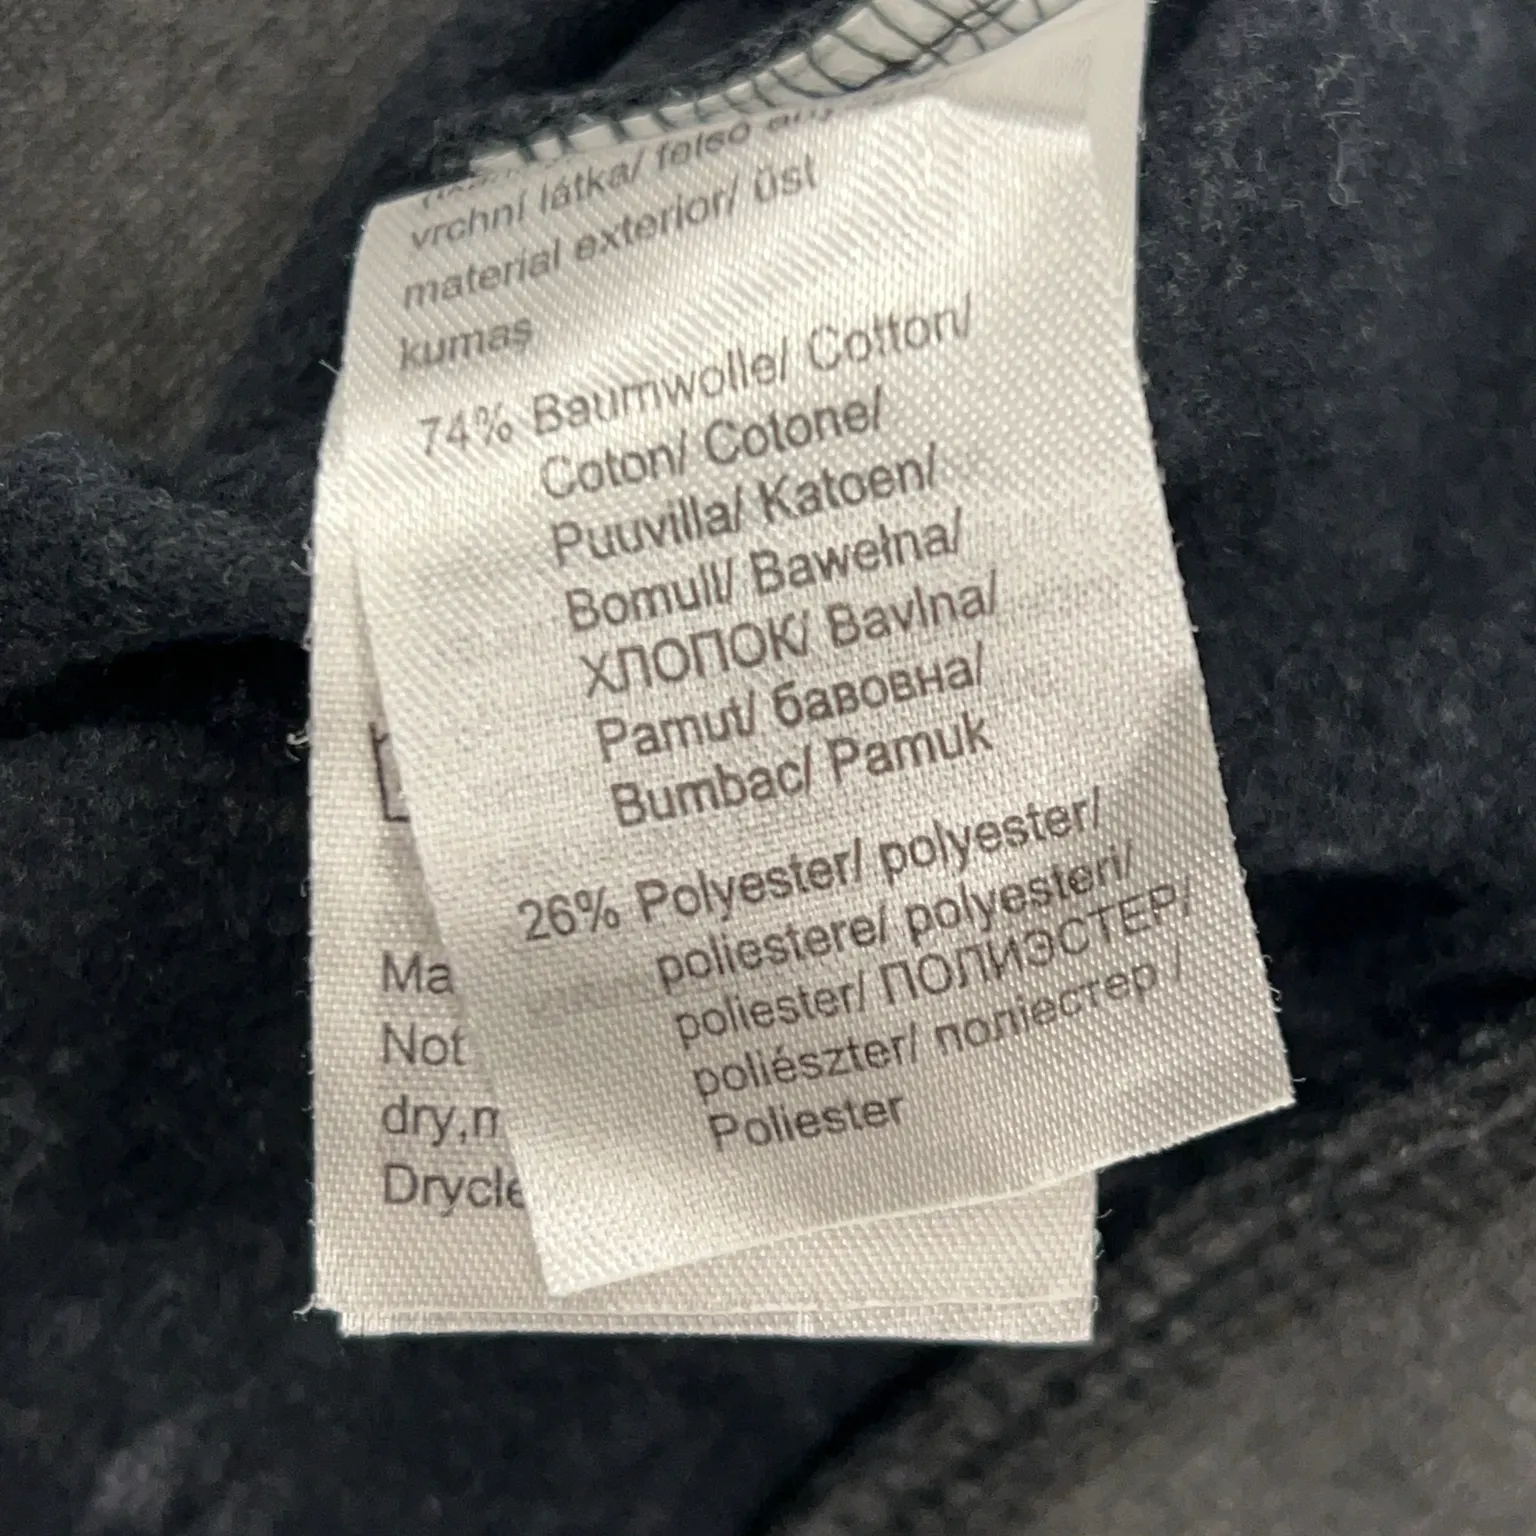 vrchní látka/ felső
material exterior/ üst
kumaş
74% Baumwolle/ Cotton/
Coton/ Cotone/
Puuvilla/ Katoen/
Bomull/ Bawełna/
ХЛОПОК/ Bavlna/
Pamut/ бавовна/
Bumbac/ Pamuk
26% Polyester/ polyester/
poliestere/ polyesteri/
poliester/ ПОЛИЭСТЕР/
poliészter/ поліестер /
Poliester
Ma
Not
dry,m
Drycle